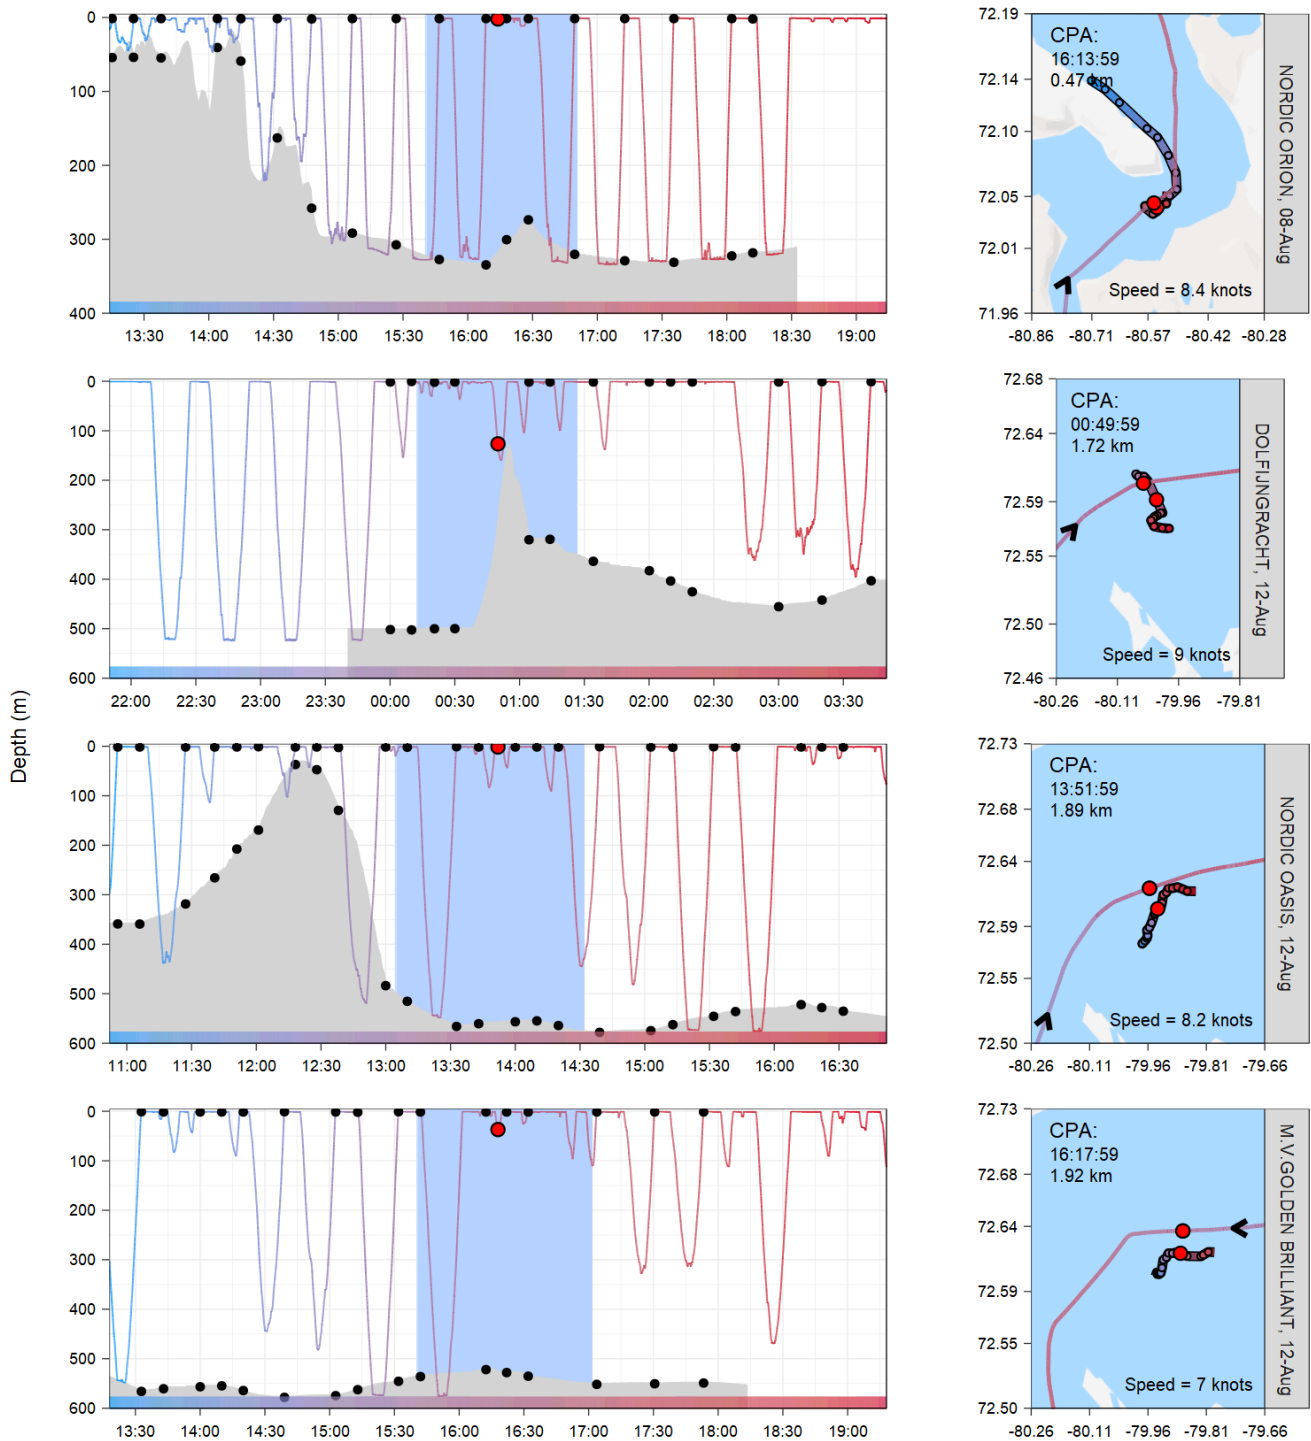 Depth (m)
0
100
200
300
400
13:30 14:00 14:30 15:00 15:30 16:00 16:30 17:00 17:30 18:00 18:30 19:00
72.19
72.14
72.10
72.05
72.01
71.96
CPA:
16:13:59
0.47 km
Speed = 8.4 knots
-80.86 -80.71 -80.57 -80.42 -80.28
NORDIC ORION, 08-Aug
0
100
200
300
400
500
600
22:00 22:30 23:00 23:30 00:00 00:30 01:00 01:30 02:00 02:30 03:00 03:30
72.68
72.64
72.59
72.55
72.50
72.46
CPA:
00:49:59
1.72 km
Speed = 9 knots
-80.26 -80.11 -79.96 -79.81
DOLFIJNGRACHT, 12-Aug
0
100
200
300
400
500
600
11:00 11:30 12:00 12:30 13:00 13:30 14:00 14:30 15:00 15:30 16:00 16:30
72.73
72.68
72.64
72.59
72.55
72.50
CPA:
13:51:59
1.89 km
Speed = 8.2 knots
-80.26 -80.11 -79.96 -79.81 -79.66
NORDIC OASIS, 12-Aug
0
100
200
300
400
500
600
13:30 14:00 14:30 15:00 15:30 16:00 16:30 17:00 17:30 18:00 18:30 19:00
72.73
72.68
72.64
72.59
72.55
72.50
CPA:
16:17:59
1.92 km
Speed = 7 knots
-80.26 -80.11 -79.96 -79.81 -79.66
M.V.GOLDEN BRILLIANT, 12-Aug